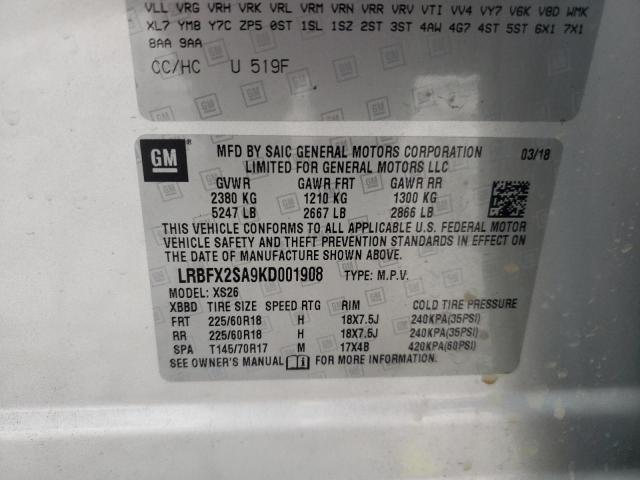 VLL VRG VRH VRK VRL VRM VRN VRR VRV VTI VV4 VY7 V6K V8D WMK
XL7 YM8 Y7C ZP5 0ST 1SL 1SZ 2ST 3ST 4AW 4G7 4ST 5ST 6X1 7X1
8AA 9AA
CC/HC U 519F
GM
MFD BY SAIC GENERAL MOTORS CORPORATION 03/18
LIMITED FOR GENERAL MOTORS LLC
GVWR GAWR FRT GAWR RR
2380 KG 1210 KG 1300 KG
5247 LB 2667 LB 2866 LB
THIS VEHICLE CONFORMS TO ALL APPLICABLE U.S. FEDERAL MOTOR
VEHICLE SAFETY AND THEFT PREVENTION STANDARDS IN EFFECT ON
THE DATE OF MANUFACTURE SHOWN ABOVE.
LRBFX2SA9KD001908 TYPE: M.P.V.
MODEL: XS26
XBBD TIRE SIZE SPEED RTG RIM COLD TIRE PRESSURE
FRT 225/60R18 H 18X7.5J 240KPA(35PSI)
RR 225/60R18 H 18X7.5J 240KPA(35PSI)
SPA T145/70R17 M 17X4B 420KPA(60PSI)
SEE OWNER'S MANUAL FOR MORE INFORMATION